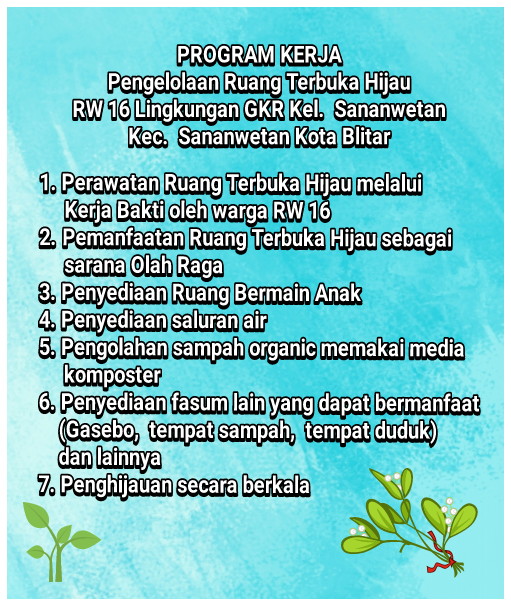 PROGRAM KERJA
Pengelolaan Ruang Terbuka Hijau
RW 16 Lingkungan GKR Kel. Sananwetan
Kec. Sananwetan Kota Blitar
1. Perawatan Ruang Terbuka Hijau melalui
Kerja Bakti oleh warga RW 16
2. Pemanfaatan Ruang Terbuka Hijau sebagai
sarana Olah Raga
3. Penyediaan Ruang Bermain Anak
4. Penyediaan saluran air
5. Pengolahan sampah organic memakai media
komposter
6. Penyediaan fasum lain yang dapat bermanfaat
(Gasebo, tempat sampah, tempat duduk)
dan lainnya
7. Penghijauan secara berkala